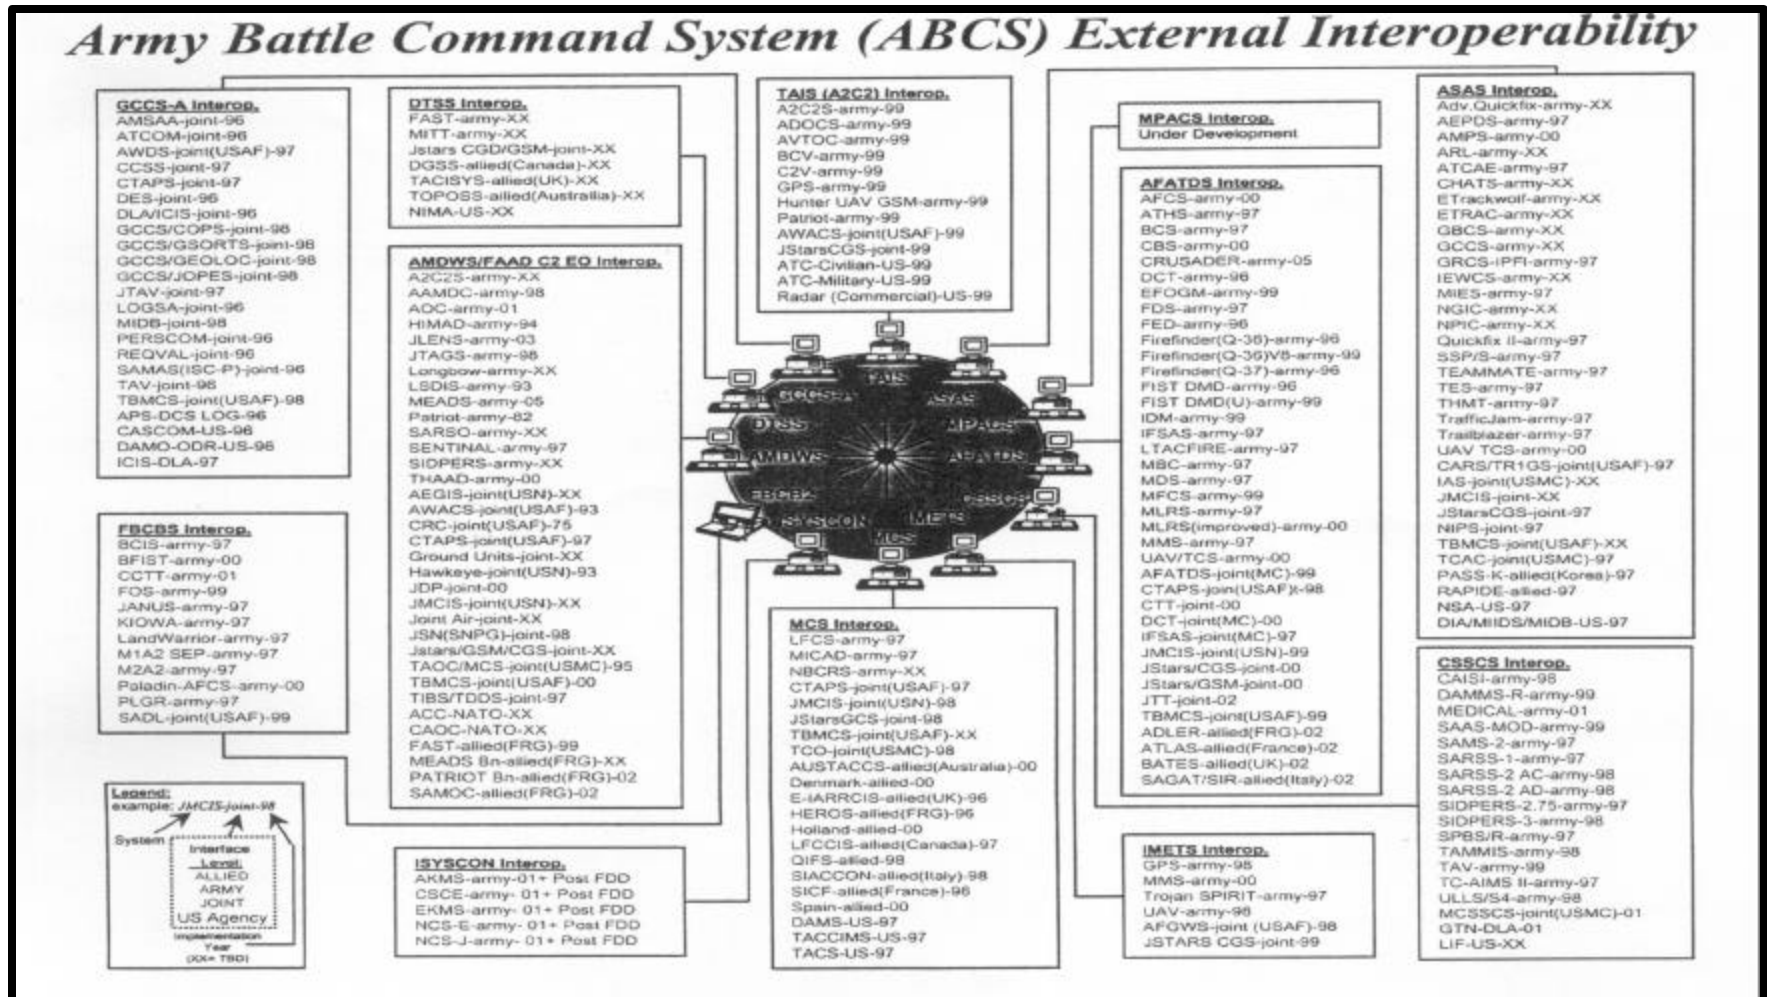 Army Battle Command System (ABCS) External Interoperability
GCCS-A Interop.
AMSAA-joint-96
ATCOM-joint-96
AWDS-joint(USAF)-97
CCSS-joint-97
CTAPS-joint-97
DES-joint-96
DLA/ICIS-joint-96
GCCS/COPS-joint-98
GCCS/GSORTS-joint-98
GCCS/GEOLOC-joint-98
GCCS/JOPES-joint-98
JTAV-joint-97
LOGSA-joint-96
MIDB-joint-98
PERSCOM-joint-96
REQVAL-joint-96
SAMAS(ISC-P)-joint-96
TAV-joint-98
TBMCS-joint(USAF)-98
APS-DCS LOG-96
CASCOM-US-96
DAMO-ODR-US-96
ICIS-DLA-97
FBCBS Interop.
BCIS-army-97
BFIST-army-00
CCTT-army-01
FOS-army-99
JANUS-army-97
KIOWA-army-97
LandWarrior-army-97
M1A2 SEP-army-97
M2A2-army-97
Paladin-AFCS-army-00
PLGR-army-97
SADL-joint(USAF)-99
Legend:
example: JMCIS-joint-98
System
Interface
Level:
ALLIED
ARMY
JOINT
US Agency
Implementation
Year
(XX= TBD)
DTSS Interop.
FAST-army-XX
MITT-army-XX
Jstars CGD/GSM-joint-XX
DGSS-allied(Canada)-XX
TACISYS-allied(UK)-XX
TOPOSS-allied(Australlia)-XX
NIMA-US-XX
AMDWS/FAAD C2 EO Interop.
A2C2S-army-XX
AAMDC-army-98
AOC-army-01
HIMAD-army-94
JLENS-army-03
JTAGS-army-98
Longbow-army-XX
LSDIS-army-93
MEADS-army-05
Patriot-army-82
SARSO-army-XX
SENTINAL-army-97
SIDPERS-army-XX
THAAD-army-00
AEGIS-joint(USN)-XX
AWACS-joint(USAF)-93
CRC-joint(USAF)-75
CTAPS-joint(USAF)-97
Ground Units-joint-XX
Hawkeye-joint(USN)-93
JDP-joint-00
JMCIS-joint(USN)-XX
Joint Air-joint-XX
JSN(SNPG)-joint-98
Jstars/GSM/CGS-joint-XX
TAOC/MCS-joint(USMC)-95
TBMCS-joint(USAF)-00
TIBS/TDDS-joint-97
ACC-NATO-XX
CAOC-NATO-XX
FAST-allied(FRG)-99
MEADS Bn-allied(FRG)-XX
PATRIOT Bn-allied(FRG)-02
SAMOC-allied(FRG)-02
ISYSCON Interop.
AKMS-army-01+ Post FDD
CSCE-army- 01+ Post FDD
EKMS-army- 01+ Post FDD
NCS-E-army- 01+ Post FDD
NCS-J-army- 01+ Post FDD
TAIS (A2C2) Interop.
A2C2S-army-99
ADOCS-army-99
AVTOC-army-99
BCV-army-99
C2V-army-99
GPS-army-99
Hunter UAV GSM-army-99
Patriot-army-99
AWACS-joint(USAF)-99
JStarsCGS-joint-99
ATC-Civilian-US-99
ATC-Military-US-99
Radar (Commercial)-US-99
TAIS
GCCS-A
ASAS
DTSS
MPACS
AMDWS
AFATDS
FBCB2
CSSCS
ISYSCON
IMETS
MCS
MCS Interop.
LFCS-army-97
MICAD-army-97
NBCRS-army-XX
CTAPS-joint(USAF)-97
JMCIS-joint(USN)-98
JStarsGCS-joint-98
TBMCS-joint(USAF)-XX
TCO-joint(USMC)-98
AUSTACCS-allied(Australia)-00
Denmark-allied-00
E-IARRCIS-allied(UK)-96
HEROS-allied(FRG)-96
Holland-allied-00
LFCCIS-allied(Canada)-97
QIFS-allied-98
SIACCON-allied(Italy)-98
SICF-allied(France)-96
Spain-allied-00
DAMS-US-97
TACCIMS-US-97
TACS-US-97
MPACS Interop.
Under Development
AFATDS Interop.
AFCS-army-00
ATHS-army-97
BCS-army-97
CBS-army-00
CRUSADER-army-05
DCT-army-96
EFOGM-army-99
FDS-army-97
FED-army-96
Firefinder(Q-36)-army-96
Firefinder(Q-36)V8-army-99
Firefinder(Q-37)-army-96
FIST DMD-army-96
FIST DMD(U)-army-99
IDM-army-99
IFSAS-army-97
LTACFIRE-army-97
MBC-army-97
MDS-army-97
MFCS-army-99
MLRS-army-97
MLRS(improved)-army-00
MMS-army-97
UAV/TCS-army-00
AFATDS-joint(MC)-99
CTAPS-join(USAF)t-98
CTT-joint-00
DCT-joint(MC)-00
IFSAS-joint(MC)-97
JMCIS-joint(USN)-99
JStars/CGS-joint-00
JStars/GSM-joint-00
JTT-joint-02
TBMCS-joint(USAF)-99
ADLER-allied(FRG)-02
ATLAS-allied(France)-02
BATES-allied(UK)-02
SAGAT/SIR-allied(Italy)-02
IMETS Interop.
GPS-army-98
MMS-army-00
Trojan SPIRIT-army-97
UAV-army-98
AFGWS-joint (USAF)-98
JSTARS CGS-joint-99
ASAS Interop.
Adv.Quickfix-army-XX
AEPDS-army-97
AMPS-army-00
ARL-army-XX
ATCAE-army-97
CHATS-army-XX
ETrackwolf-army-XX
ETRAC-army-XX
GBCS-army-XX
GCCS-army-XX
GRCS-IPFI-army-97
IEWCS-army-XX
MIES-army-97
NGIC-army-XX
NPIC-army-XX
Quickfix II-army-97
SSP/S-army-97
TEAMMATE-army-97
TES-army-97
THMT-army-97
TrafficJam-army-97
Trailblazer-army-97
UAV TCS-army-00
CARS/TR1GS-joint(USAF)-97
IAS-joint(USMC)-XX
JMCIS-joint-XX
JStarsCGS-joint-97
NIPS-joint-97
TBMCS-joint(USAF)-XX
TCAC-joint(USMC)-97
PASS-K-allied(Korea)-97
RAPIDE-allied-97
NSA-US-97
DIA/MIIDS/MIDB-US-97
CSSCS Interop.
CAISI-army-98
DAMMS-R-army-99
MEDICAL-army-01
SAAS-MOD-army-99
SAMS-2-army-97
SARSS-1-army-97
SARSS-2 AC-army-98
SARSS-2 AD-army-98
SIDPERS-2.75-army-97
SIDPERS-3-army-98
SPBS/R-army-97
TAMMIS-army-98
TAV-army-99
TC-AIMS II-army-97
ULLS/S4-army-98
MCSSCS-joint(USMC)-01
GTN-DLA-01
LIF-US-XX